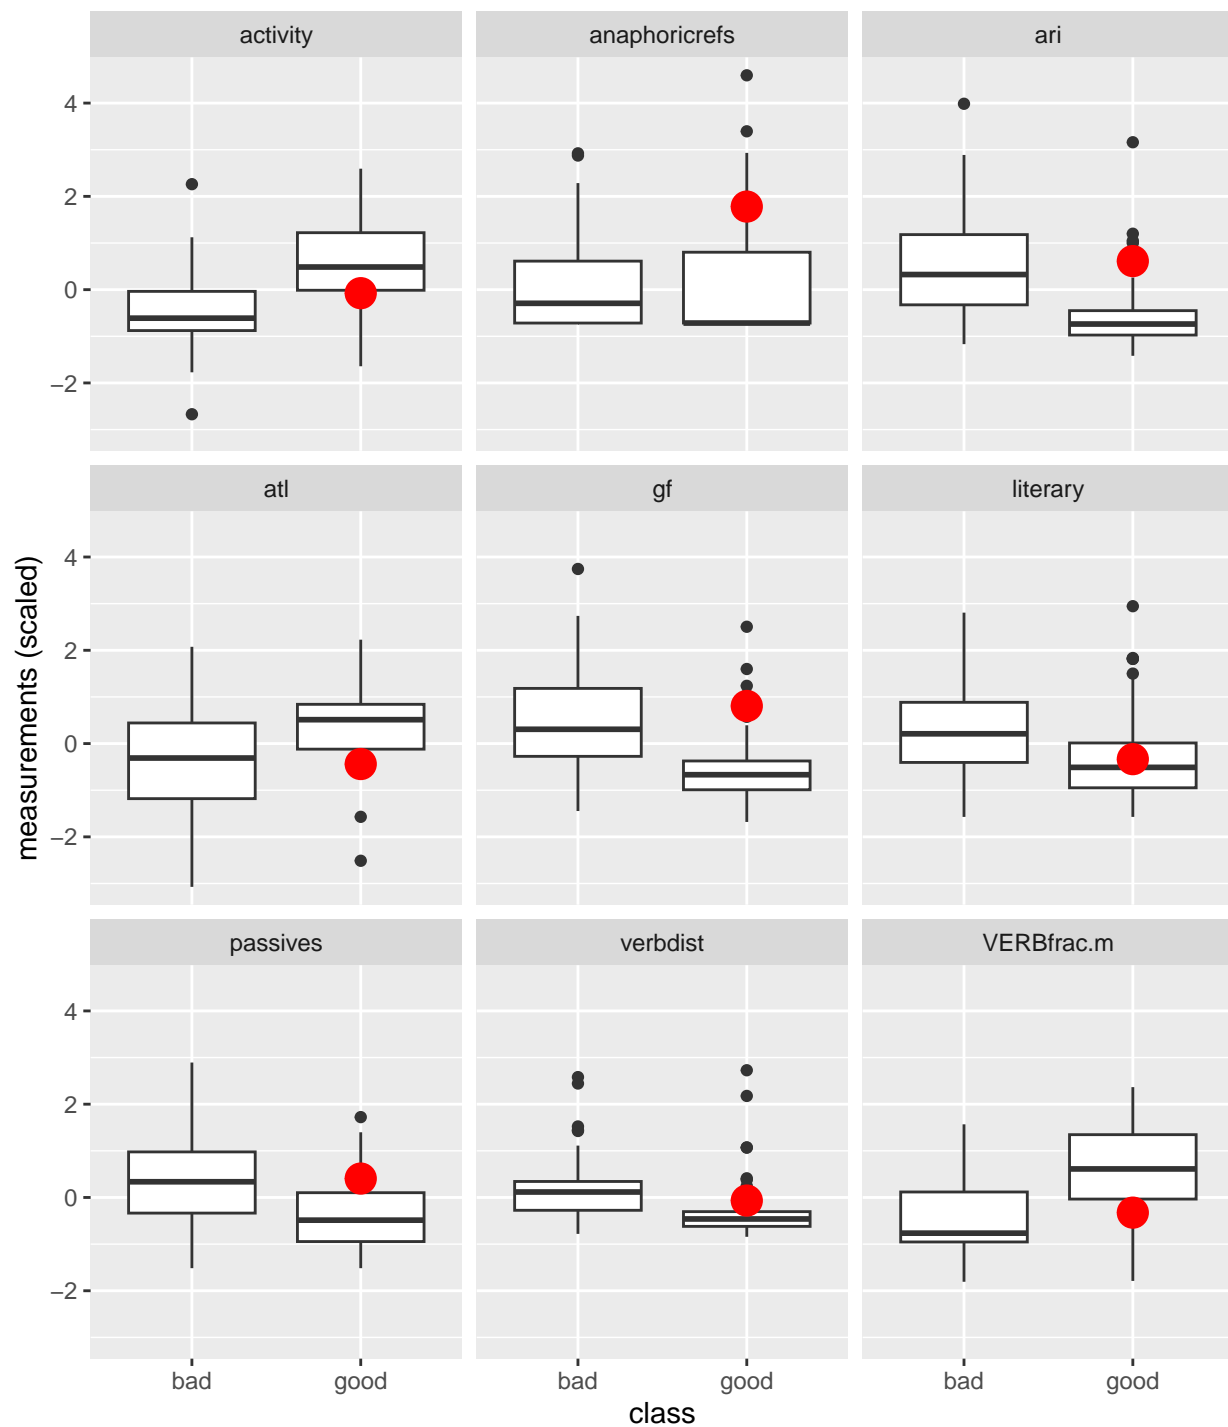 activity anaphoricrefs ari
4
2
0
−2
atl gf literary
4
2
0
−2
passives verbdist VERBfrac.m
4
2
0
−2
bad good bad good bad good
class
measurements (scaled)